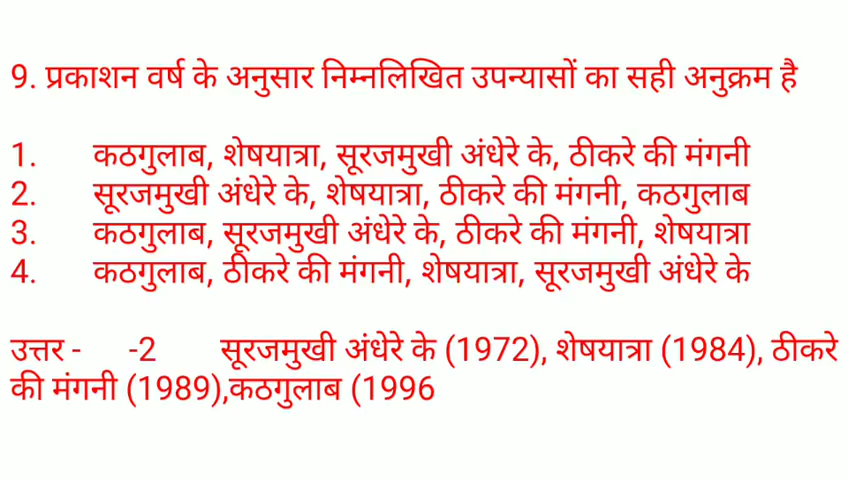 9. प्रकाशन वर्ष के अनुसार निम्नलिखित उपन्यासों का सही अनुक्रम है
1. कठगुलाब, शेषयात्रा, सूरजमुखी अंधेरे के, ठीकरे की मंगनी
2. सूरजमुखी अंधेरे के, शेषयात्रा, ठीकरे की मंगनी, कठगुलाब
3. कठगुलाब, सूरजमुखी अंधेरे के, ठीकरे की मंगनी, शेषयात्रा
4. कठगुलाब, ठीकरे की मंगनी, शेषयात्रा, सूरजमुखी अंधेरे के
उत्तर - -2 सूरजमुखी अंधेरे के (1972), शेषयात्रा (1984), ठीकरे
की मंगनी (1989),कठगुलाब (1996